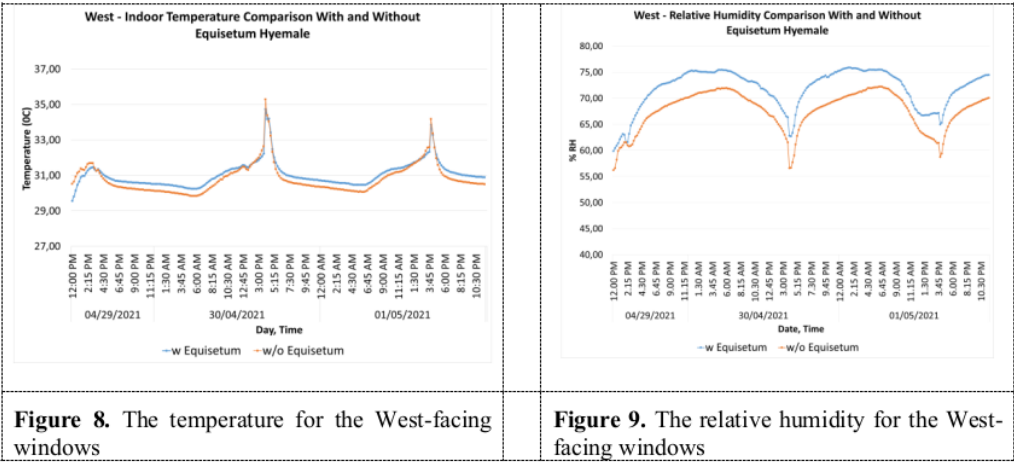 West - Indoor Temperature Comparison With and Without
Equisetum Hyemale
37,00
35,00
33,00
31,00
29,00
27,00
Temperature (0C)
12:00 PM
2:15 PM
4:30 PM
6:45 PM
9:00 PM
11:15 PM
1:30 AM
3:45 AM
6:00 AM
8:15 AM
10:30 AM
12:45 PM
3:00 PM
5:15 PM
7:30 PM
9:45 PM
12:00 AM
2:15 AM
4:30 AM
6:45 AM
9:00 AM
11:15 AM
1:30 PM
3:45 PM
6:00 PM
8:15 PM
10:30 PM
04/29/2021
30/04/2021
01/05/2021
Day, Time
w Equisetum
w/o Equisetum
Figure 8. The temperature for the West-facing
windows
West - Relative Humidity Comparison With and Without
Equisetum Hyemale
80,00
75,00
70,00
65,00
60,00
55,00
50,00
45,00
40,00
% RH
12.00 PM
2.15 PM
4.30 PM
6.45 PM
9.00 PM
11.15 PM
1.30 AM
3.45 AM
6.00 AM
8.15 AM
10.30 AM
12.45 PM
3.00 PM
5.15 PM
7.30 PM
9.45 PM
12.00 AM
2.15 AM
4.30 AM
6.45 AM
9.00 AM
11.15 AM
1.30 PM
3.45 PM
6.00 PM
8.15 PM
10.30 PM
04/29/2021
30/04/2021
01/05/2021
Date, Time
w Equisetum
w/o Equisetum
Figure 9. The relative humidity for the West-
facing windows